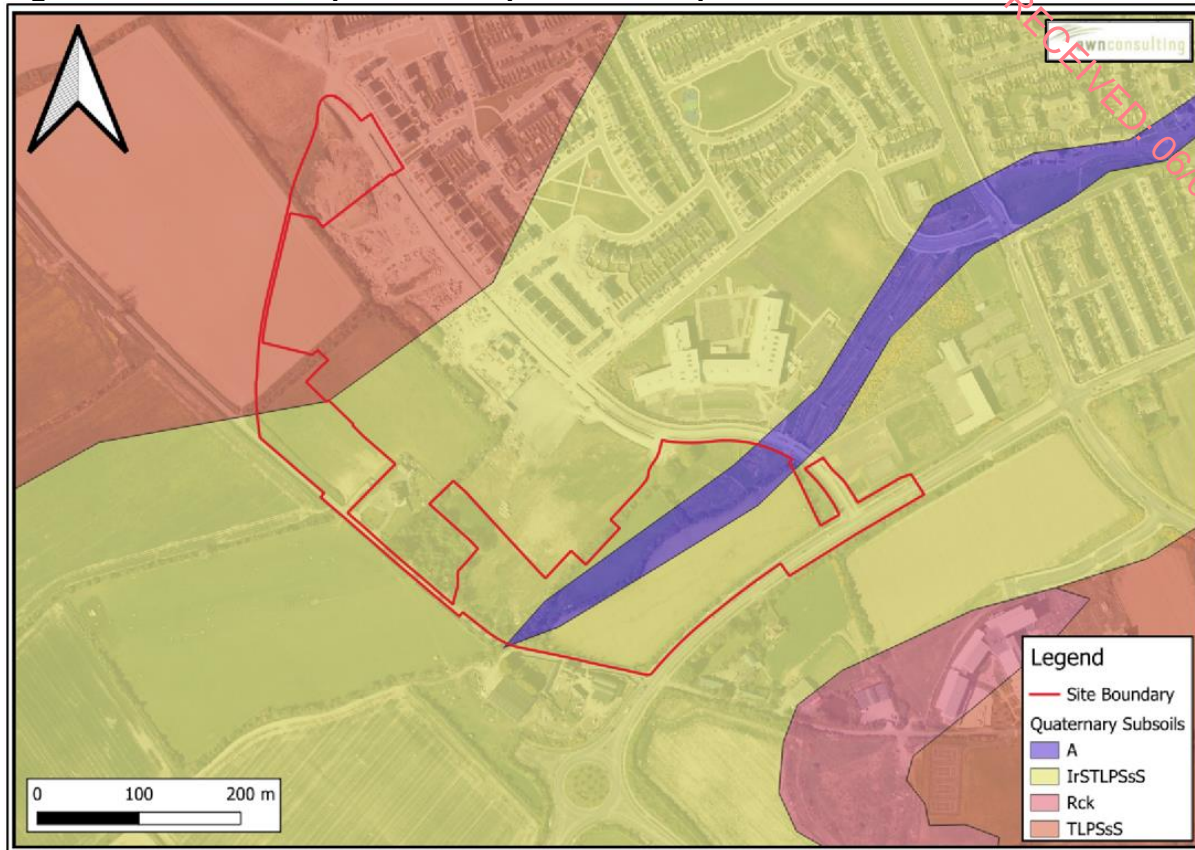 RECEIVED: 06/
awnconsulting
Legend
Site Boundary
Quaternary Subsoils
A
IrSTLPSsS
Rck
TLPSsS
0 100 200 m